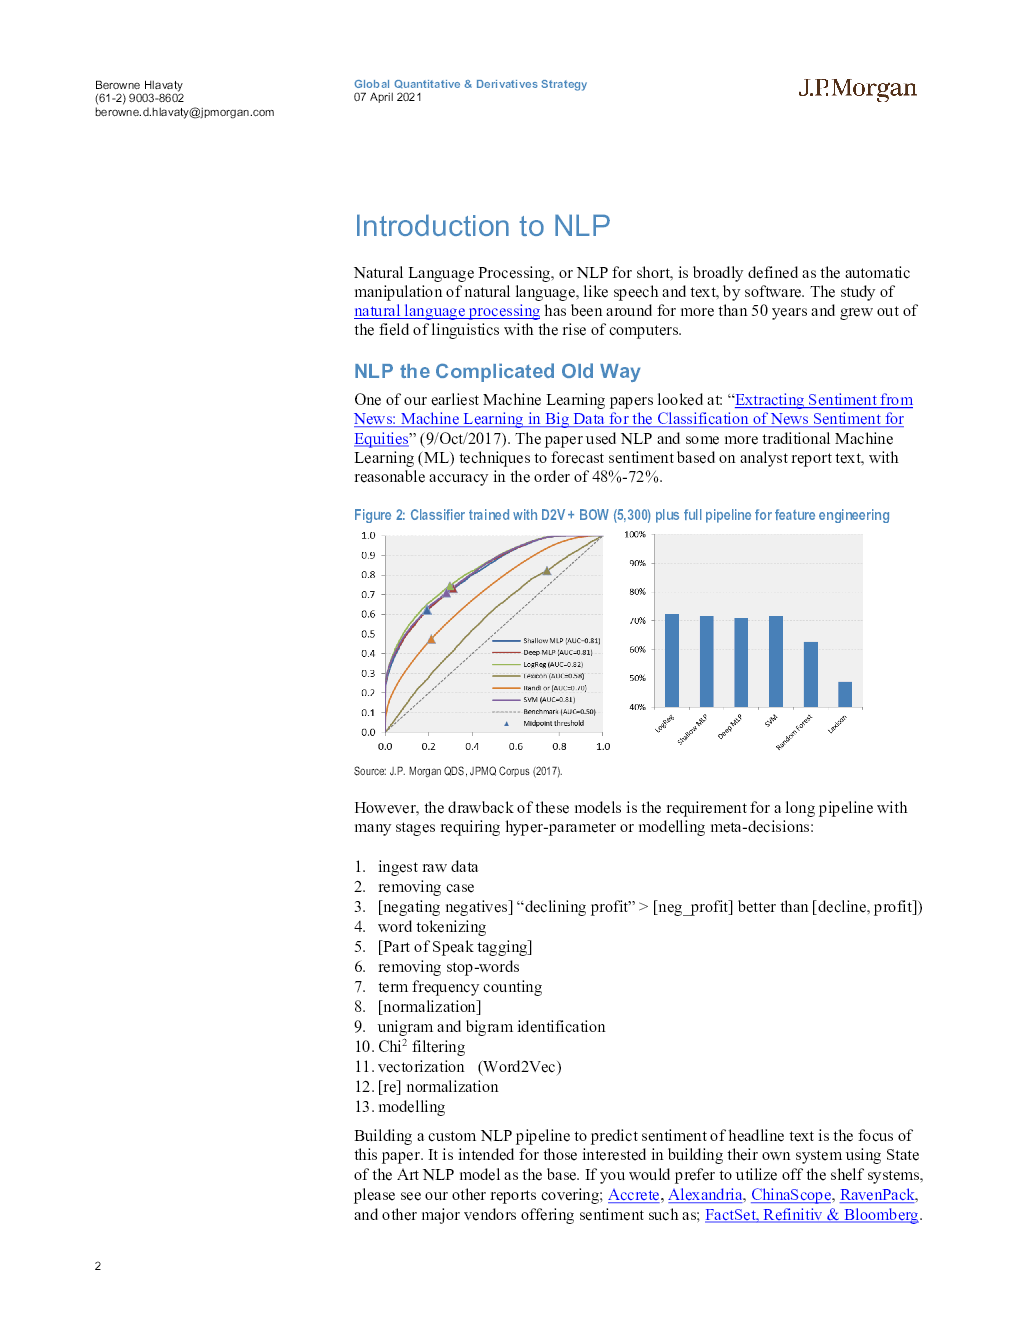 Berowne Hlavaty
(61-2) 9003-8602
berowne.d.hlavaty@jpmorgan.com
Global Quantitative & Derivatives Strategy
07 April 2021
J.P.Morgan
Introduction to NLP
Natural Language Processing, or NLP for short, is broadly defined as the automatic
manipulation of natural language, like speech and text, by software. The study of
natural language processing has been around for more than 50 years and grew out of
the field of linguistics with the rise of computers.
NLP the Complicated Old Way
One of our earliest Machine Learning papers looked at: “Extracting Sentiment from
News: Machine Learning in Big Data for the Classification of News Sentiment for
Equities” (9/Oct/2017). The paper used NLP and some more traditional Machine
Learning (ML) techniques to forecast sentiment based on analyst report text, with
reasonable accuracy in the order of 48%-72%.
Figure 2: Classifier trained with D2V + BOW (5,300) plus full pipeline for feature engineering
1.0
0.9
0.8
0.7
0.6
0.5
0.4
0.3
0.2
0.1
0.0
0.0 0.2 0.4 0.6 0.8 1.0
Shallow MLP (AUC=0.81)
Deep MLP (AUC=0.81)
LogReg (AUC=0.82)
Lexicon (AUC=0.58)
RandFor (AUC=0.70)
SVM (AUC=0.81)
Benchmark (AUC=0.50)
Midpoint threshold
100%
90%
80%
70%
60%
50%
40%
LogReg
Shallow MLP
Deep MLP
SVM
Random Forest
Lexicon
Source: J.P. Morgan QDS, JPMQ Corpus (2017).
However, the drawback of these models is the requirement for a long pipeline with
many stages requiring hyper-parameter or modelling meta-decisions:
1. ingest raw data
2. removing case
3. [negating negatives] “declining profit” > [neg_profit] better than [decline, profit])
4. word tokenizing
5. [Part of Speak tagging]
6. removing stop-words
7. term frequency counting
8. [normalization]
9. unigram and bigram identification
10. Chi² filtering
11. vectorization (Word2Vec)
12. [re] normalization
13. modelling
Building a custom NLP pipeline to predict sentiment of headline text is the focus of
this paper. It is intended for those interested in building their own system using State
of the Art NLP model as the base. If you would prefer to utilize off the shelf systems,
please see our other reports covering; Accrete, Alexandria, ChinaScope, RavenPack,
and other major vendors offering sentiment such as; FactSet, Refinitiv & Bloomberg.
2